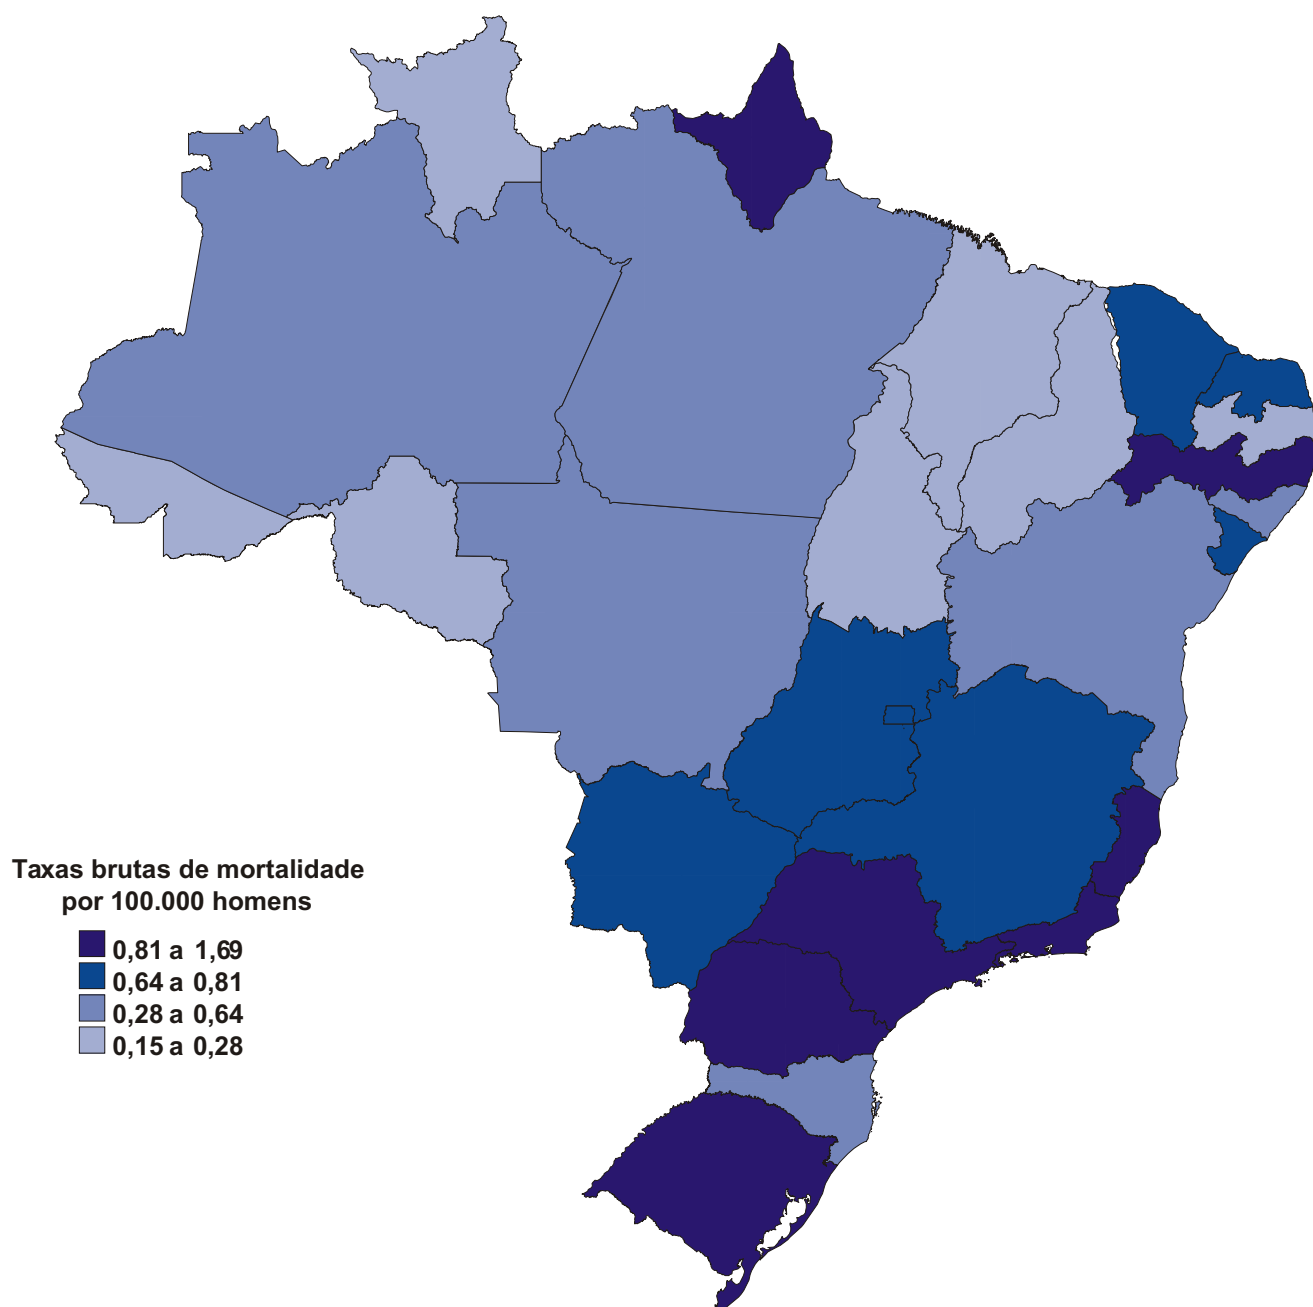 Taxas brutas de mortalidade
por 100.000 homens
0,81 a 1,69
0,64 a 0,81
0,28 a 0,64
0,15 a 0,28